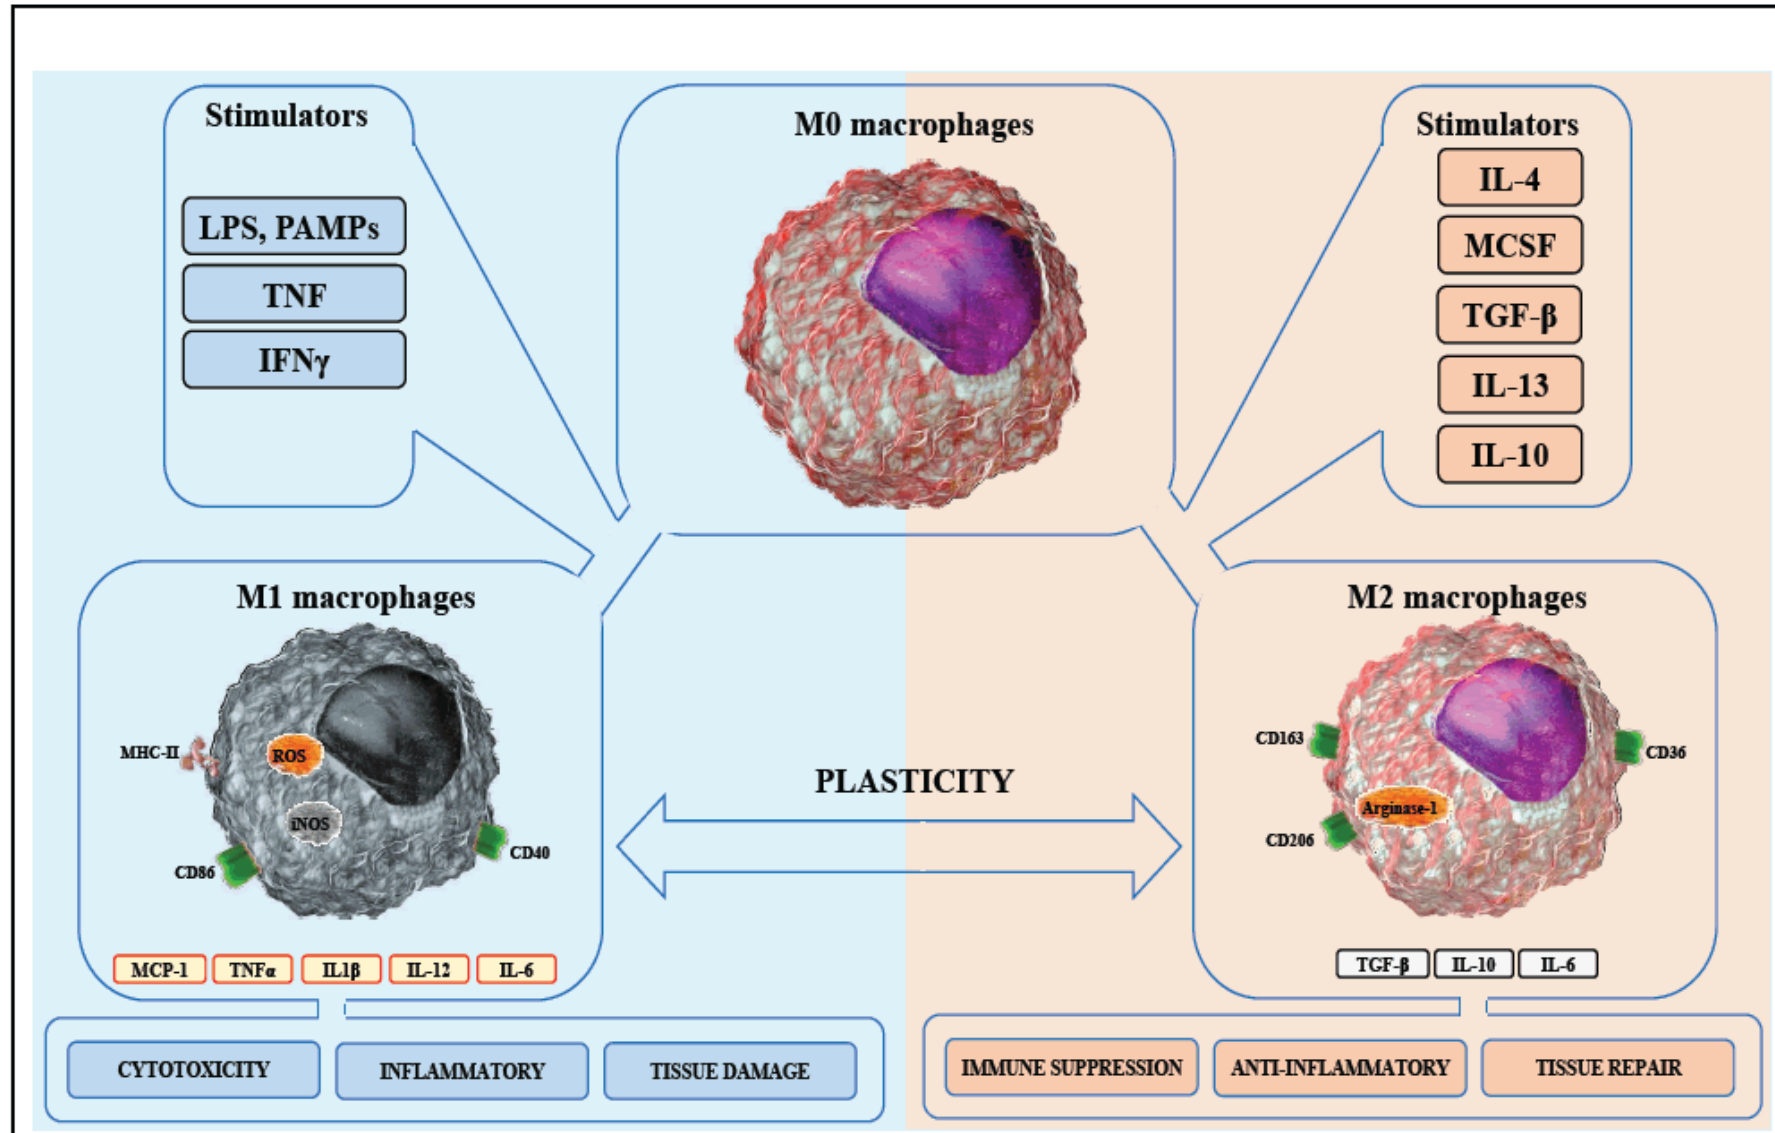 Stimulators
LPS, PAMPs
TNF
IFNγ
M0 macrophages
Stimulators
IL-4
MCSF
TGF-β
IL-13
IL-10
M1 macrophages
MHC-II
ROS
iNOS
CD86
CD40
MCP-1
TNFα
IL1β
IL-12
IL-6
CYTOTOXICITY
INFLAMMATORY
TISSUE DAMAGE
PLASTICITY
M2 macrophages
CD163
CD36
Arginase-1
CD206
TGF-β
IL-10
IL-6
IMMUNE SUPPRESSION
ANTI-INFLAMMATORY
TISSUE REPAIR